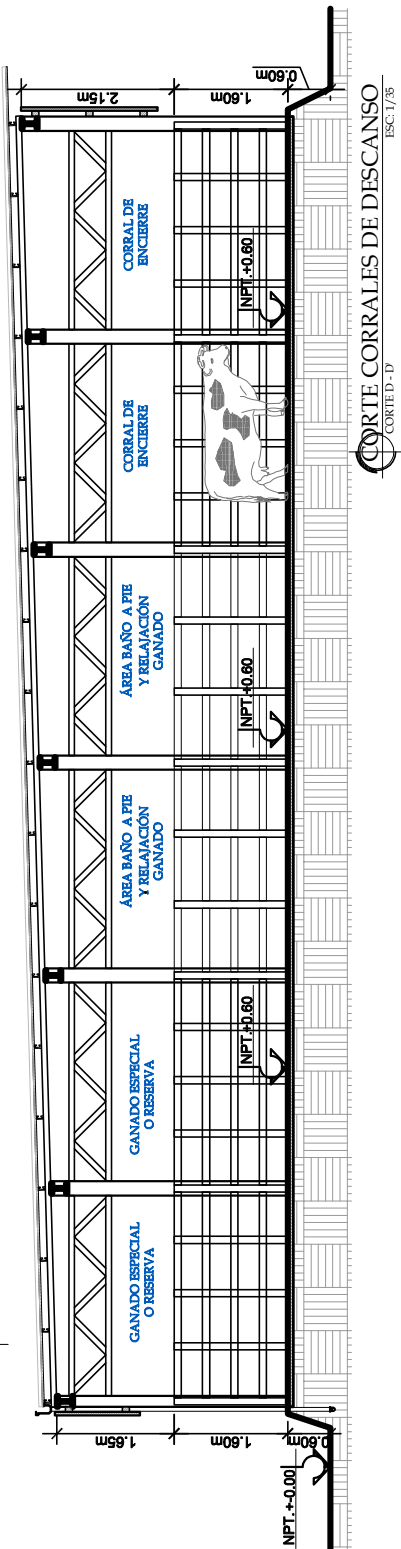 GANADO ESPECIAL
O RESERVA
GANADO ESPECIAL
O RESERVA
ÁREA BAÑO A PIE
Y RELAJACIÓN
GANADO
ÁREA BAÑO A PIE
Y RELAJACIÓN
GANADO
CORRAL DE
ENCIERRE
CORRAL DE
ENCIERRE
1.65m
1.60m
0.60m
NPT. +-0.00
NPT.+0.60
NPT.+0.60
NPT.+0.60
2.15m
1.60m
0.60m
CORTE CORRALES DE DESCANSO
CORTE D - D'
ESC: 1/35